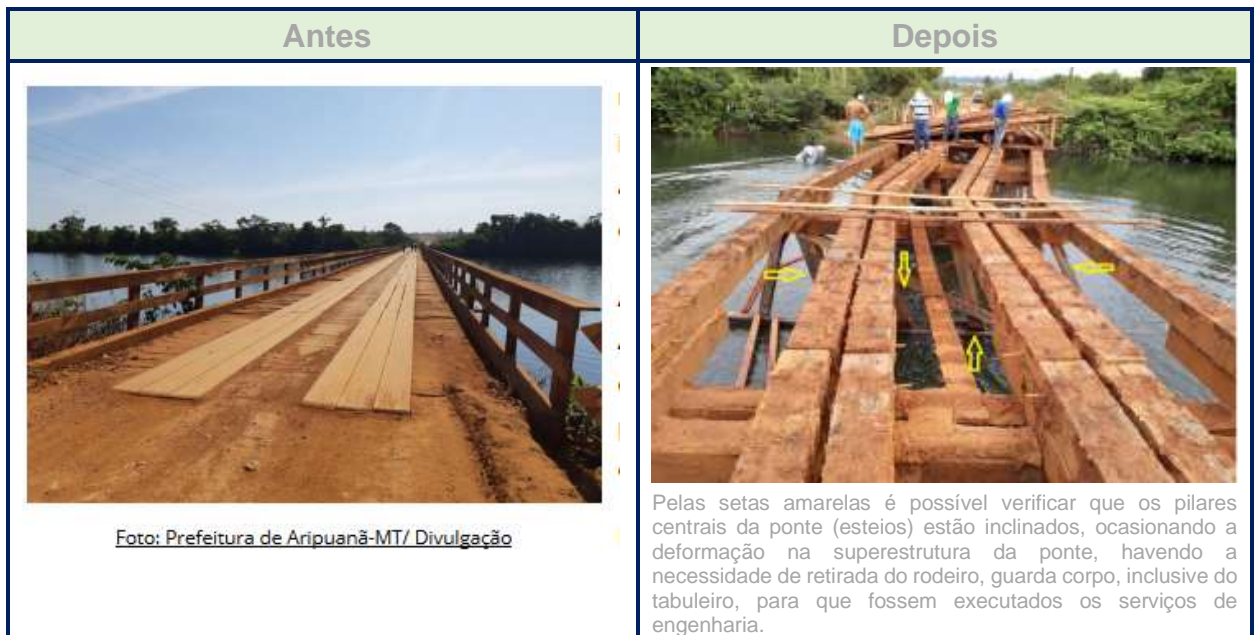 Antes
Depois
Foto: Prefeitura de Aripuanã-MT/ Divulgação
Pelas setas amarelas é possível verificar que os pilares
centrais da ponte (esteios) estão inclinados, ocasionando a
deformação na superestrutura da ponte, havendo a
necessidade de retirada do rodeiro, guarda corpo, inclusive do
tabuleiro, para que fossem executados os serviços de
engenharia.